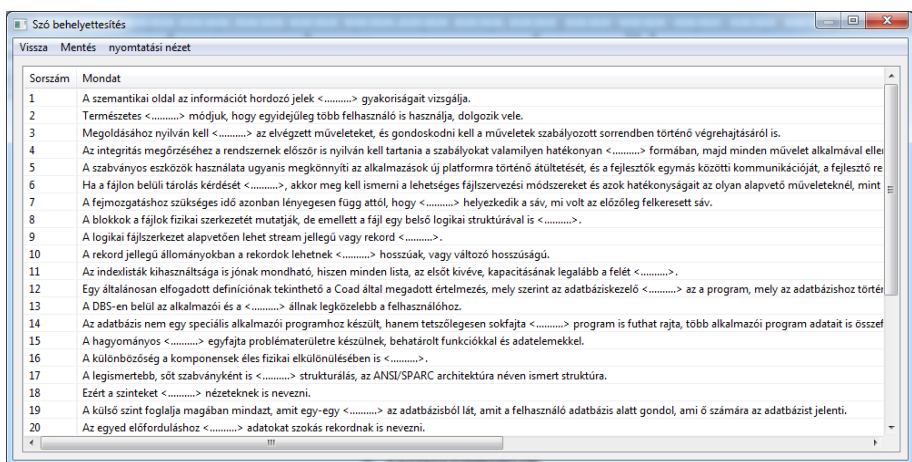 Szó behelyettesítés
Vissza Mentés nyomtatási nézet
Sorszám Mondat
1 A szemantikai oldal az információt hordozó jelek <..........> gyakoriságait vizsgálja.
2 Természetes <..........> módjuk, hogy egyidejűleg több felhasználó is használja, dolgozik vele.
3 Megoldásához nyilván kell <..........> az elvégzett műveleteket, és gondoskodni kell a műveletek szabályozott sorrendben történő végrehajtásáról is.
4 Az integritás megőrzéséhez a rendszernek először is nyilván kell tartania a szabályokat valamilyen hatékonyan <..........> formában, majd minden művelet alkalmával elle
5 A szabványos eszközök használata ugyanis megkönnyíti az alkalmazások új platformra történő átültetését, és a fejlesztők egymás közötti kommunikációját, a fejlesztő re
6 Ha a fájlon belüli tárolás kérdését <..........>, akkor meg kell ismerni a lehetséges fájlszervezési módszereket és azok hatékonyságait az olyan alapvető műveleteknél, mint
7 A fejmozgatáshoz szükséges idő azonban lényegesen függ attól, hogy <..........> helyezkedik a sáv, mi volt az előzőleg felkeresett sáv.
8 A blokkok a fájlok fizikai szerkezetét mutatják, de emellett a fájl egy belső logikai struktúrával is <..........>.
9 A logikai fájlszerkezet alapvetően lehet stream jellegű vagy rekord <..........>.
10 A rekord jellegű állományokban a rekordok lehetnek <..........> hosszúak, vagy változó hosszúságú.
11 Az indexlisták kihasználtsága is jónak mondható, hiszen minden lista, az elsőt kivéve, kapacitásának legalább a felét <..........>.
12 Egy általánosan elfogadott definíciónak tekinthető a Coad által megadott értelmezés, mely szerint az adatbáziskezelő <..........> az a program, mely az adatbázishoz törté
13 A DBS-en belül az alkalmazói és a <..........> állnak legközelebb a felhasználóhoz.
14 Az adatbázis nem egy speciális alkalmazói programhoz készült, hanem tetszőlegesen sokfajta <..........> program is futhat rajta, több alkalmazói program adatait is összef
15 A hagyományos <..........> egyfajta problématerületre készülnek, behatárolt funkciókkal és adatelemekkel.
16 A különbözőség a komponensek éles fizikai elkülönülésében is <..........>.
17 A legismertebb, sőt szabványként is <..........> strukturálás, az ANSI/SPARC architektúra néven ismert struktúra.
18 Ezért a szinteket <..........> nézeteknek is nevezni.
19 A külső szint foglalja magában mindazt, amit egy-egy <..........> az adatbázisból lát, amit a felhasználó adatbázis alatt gondol, ami ő számára az adatbázist jelenti.
20 Az egyed előforduláshoz <..........> adatokat szokás rekordnak is nevezni.